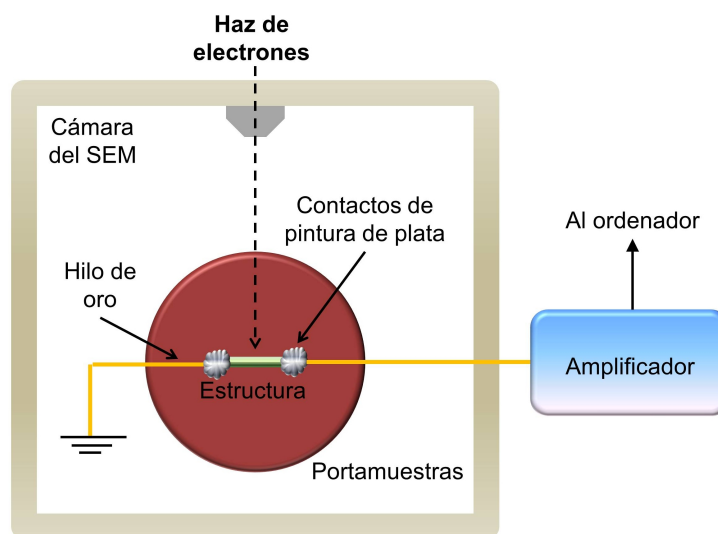 Haz de
electrones
Cámara
del SEM
Contactos de
pintura de plata
Al ordenador
Hilo de
oro
Amplificador
Estructura
Portamuestras